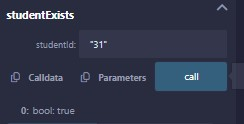 studentExists
studentId: "31"
Calldata Parameters call
0: bool: true